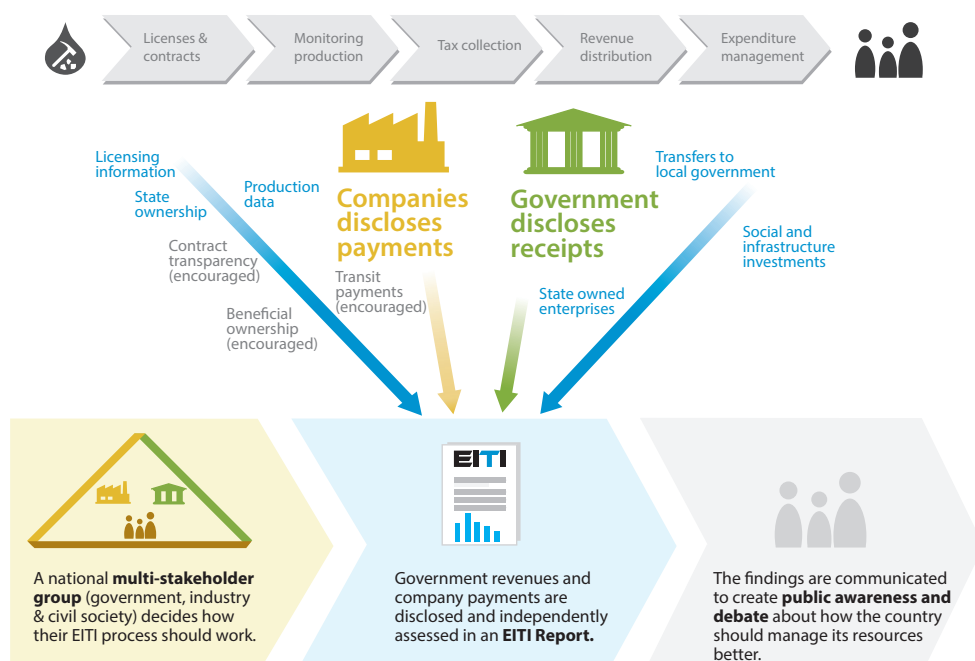 Licenses &
contracts
Monitoring
production
Tax collection
Revenue
distribution
Expenditure
management
Licensing
information
State
ownership
Production
data
Contract
transparency
(encouraged)
Beneficial
ownership
(encouraged)
Companies
discloses
payments
Transit
payments
(encouraged)
Government
discloses
receipts
State owned
enterprises
Transfers to
local government
Social and
infrastructure
investments
A national multi-stakeholder
group (government, industry
& civil society) decides how
their EITI process should work.
EITI
Government revenues and
company payments are
disclosed and independently
assessed in an EITI Report.
The findings are communicated
to create public awareness and
debate about how the country
should manage its resources
better.